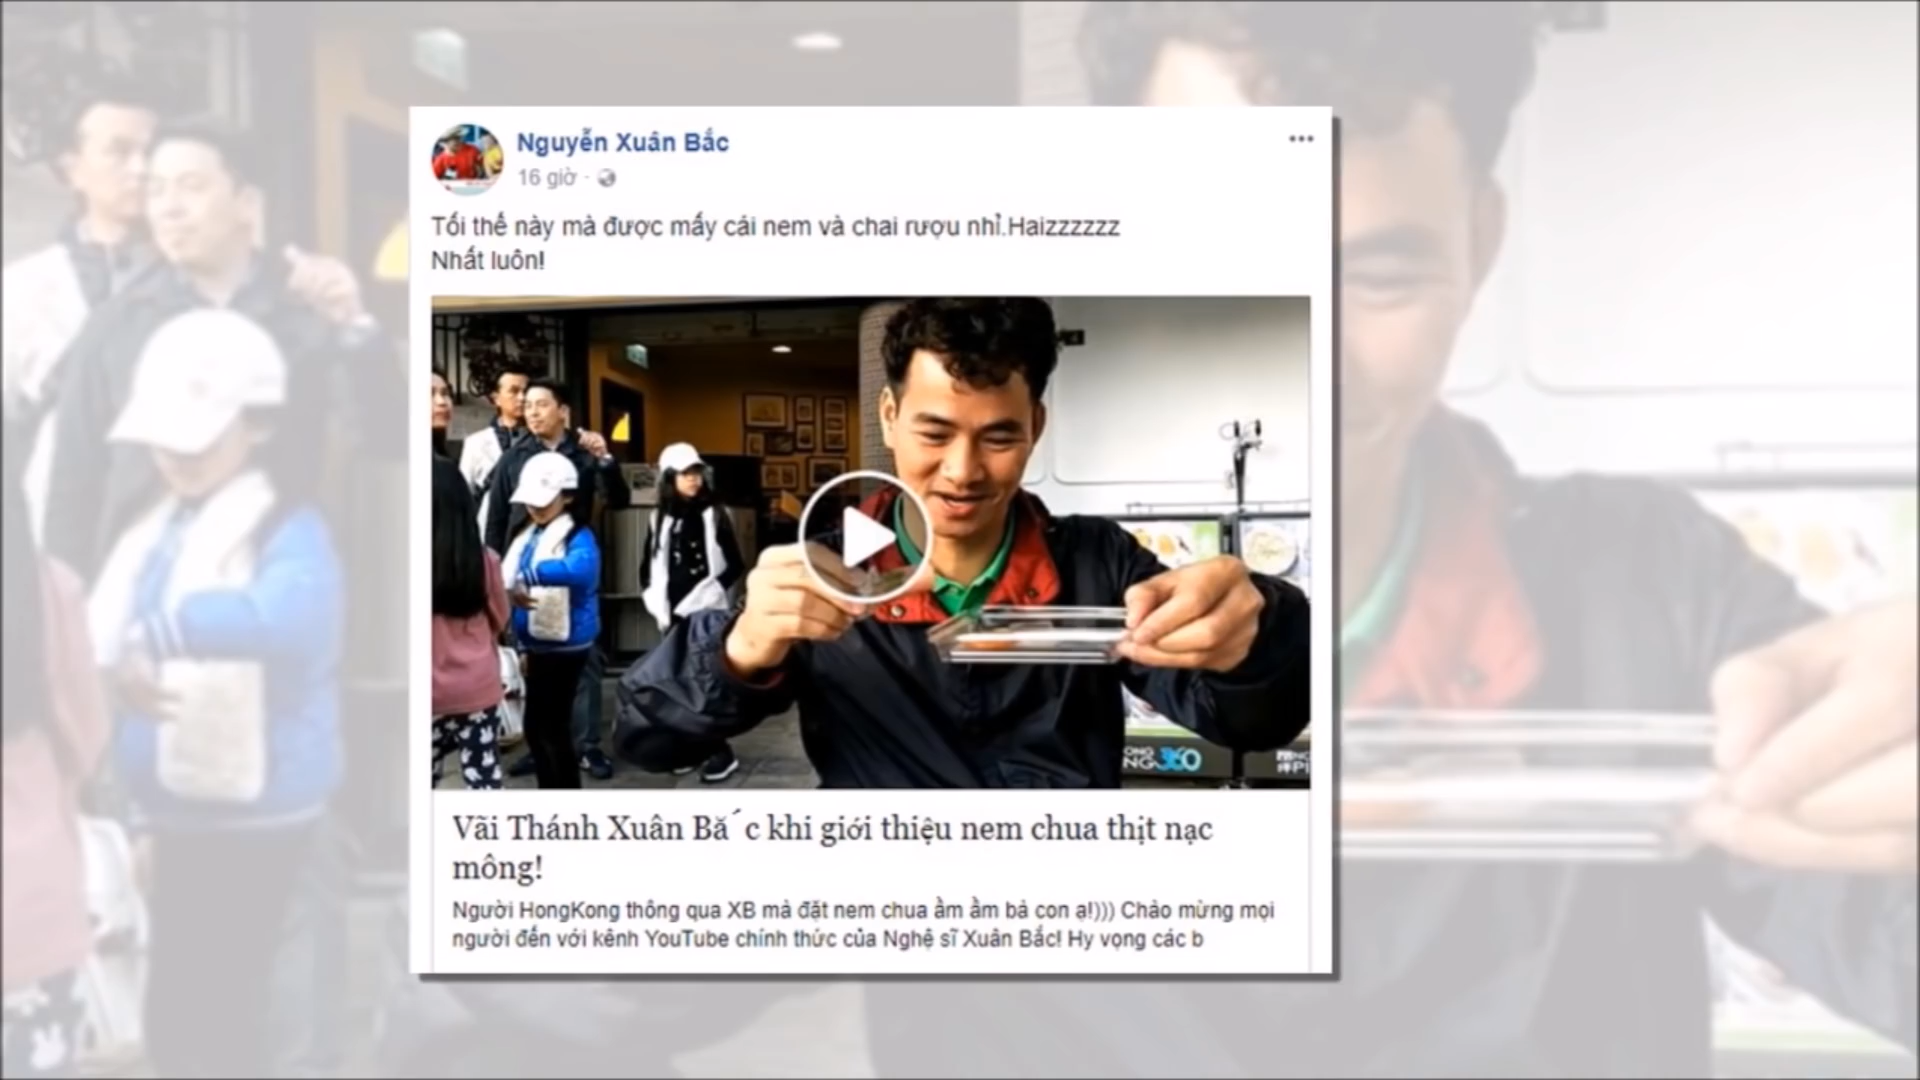 Nguyễn Xuân Bắc
16 giờ ·
Tối thế này mà được mấy cái nem và chai rượu nhỉ.Haizzzzzz
Nhất luôn!
ONG
NG 360
Vãi Thánh Xuân Bă´c khi giới thiệu nem chua thịt nạc
mông!
Người HongKong thông qua XB mà đặt nem chua ầm ầm bà con ạ!))) Chào mừng mọi
người đến với kênh YouTube chính thức của Nghệ sĩ Xuân Bắc! Hy vọng các b